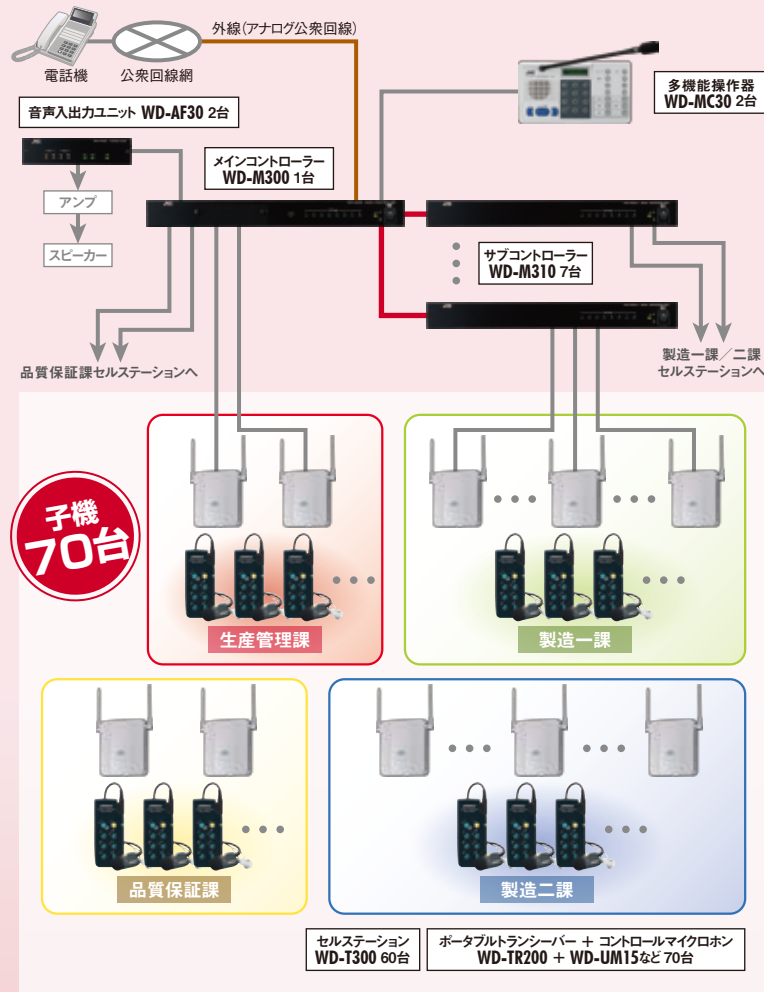 外線(アナログ公衆回線)
電話機
公衆回線網
音声入出力ユニット WD-AF30 2台
多機能操作器
WD-MC30 2台
メインコントローラー
WD-M300 1台
アンプ
スピーカー
サブコントローラー
WD-M310 7台
品質保証課セルステーションへ
製造一課／二課
セルステーションへ
子機
70台
生産管理課
製造一課
品質保証課
製造二課
セルステーション
WD-T300 60台
ポータブルトランシーバー ＋ コントロールマイクロホン
WD-TR200 ＋ WD-UM15など 70台